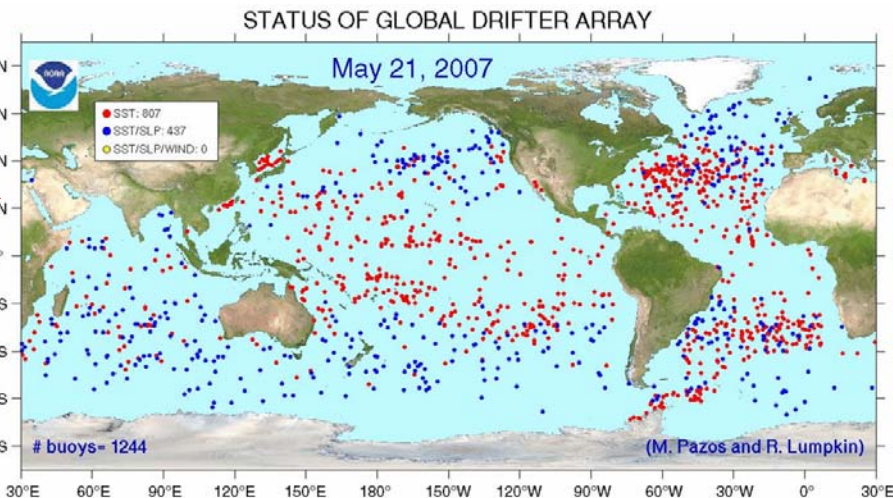 STATUS OF GLOBAL DRIFTER ARRAY
May 21, 2007
NOAA
SST: 807
SST/SLP: 437
SST/SLP/WIND: 0
N
N
N
N
°
S
S
S
S
# buoys= 1244
(M. Pazos and R. Lumpkin)
30°E 60°E 90°E 120°E 150°E 180° 150°W 120°W 90°W 60°W 30°W 0° 30°E